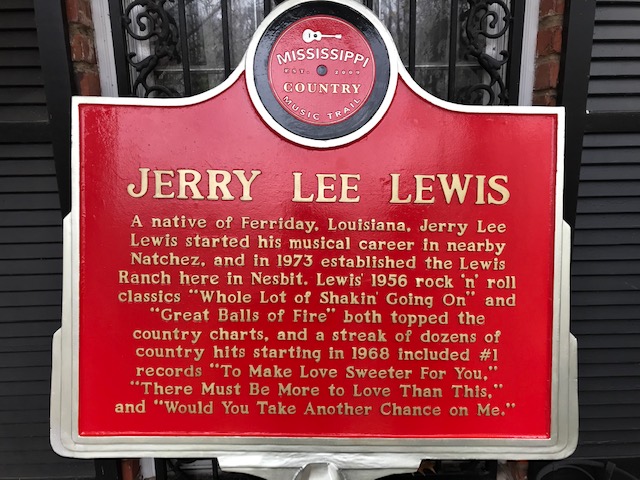 MISSISSIPPI
EST. 2009
COUNTRY
MUSIC TRAIL
JERRY LEE LEWIS
A native of Ferriday, Louisiana, Jerry Lee
Lewis started his musical career in nearby
Natchez, and in 1973 established the Lewis
Ranch here in Nesbit. Lewis' 1956 rock 'n' roll
classics "Whole Lot of Shakin' Going On" and
"Great Balls of Fire" both topped the
country charts, and a streak of dozens of
country hits starting in 1968 included #1
records "To Make Love Sweeter For You,"
"There Must Be More to Love Than This,"
and "Would You Take Another Chance on Me."